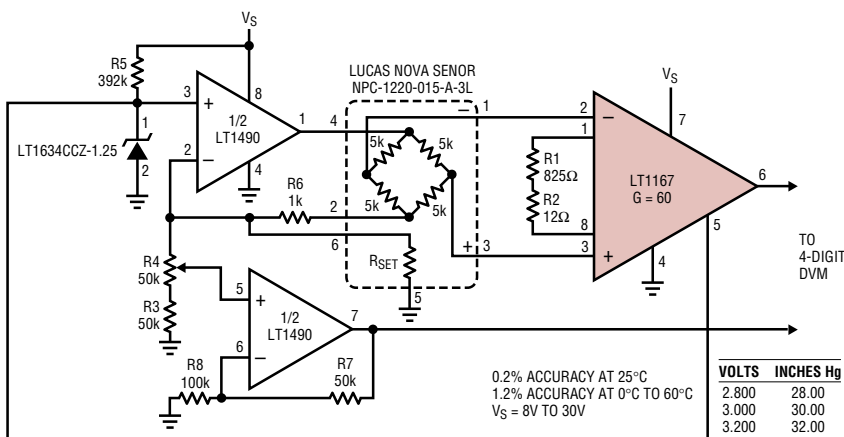 VS
R5
392k
LT1634CCZ-1.25
1
2
3
+
2
–
1/2
LT1490
8
4
1
LUCAS NOVA SENOR
NPC-1220-015-A-3L
4
2
6
– 1
+ 3
5
5k
5k
5k
5k
RSET
R6
1k
R4
50k
R3
50k
5
+
6
–
1/2
LT1490
7
R8
100k
R7
50k
VS
7
2
–
1
R1
825Ω
R2
12Ω
8
3
+
LT1167
G = 60
6
5
4
TO
4-DIGIT
DVM
0.2% ACCURACY AT 25°C
1.2% ACCURACY AT 0°C TO 60°C
VS = 8V TO 30V
VOLTS INCHES Hg
2.800 28.00
3.000 30.00
3.200 32.00